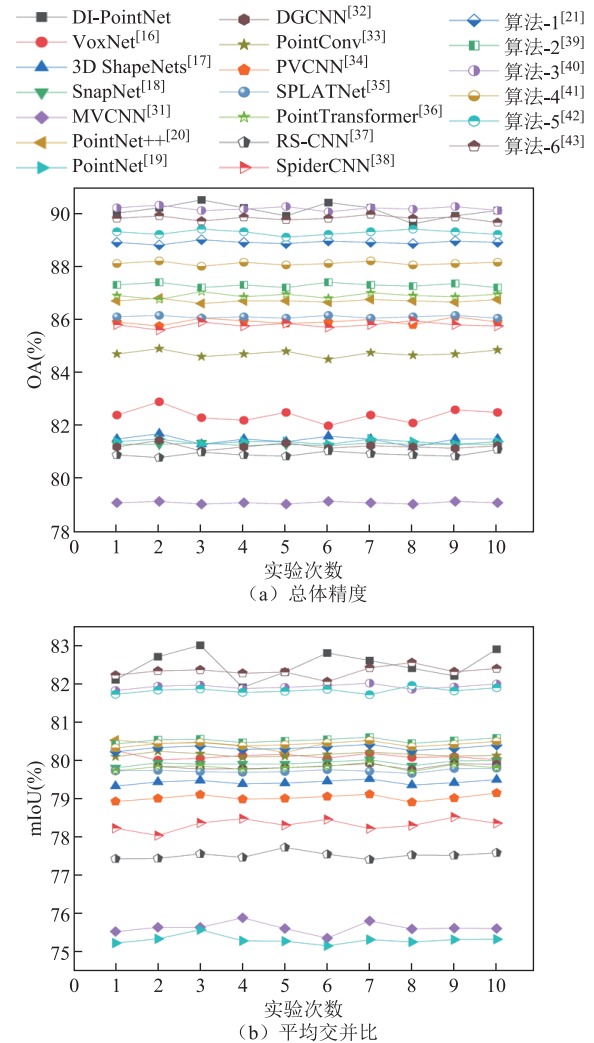 DI-PointNet
VoxNet[16]
3D ShapeNets[17]
SnapNet[18]
MVCNN[31]
PointNet++[20]
PointNet[19]
DGCNN[32]
PointConv[33]
PVCNN[34]
SPLATNet[35]
PointTransformer[36]
RS-CNN[37]
SpiderCNN[38]
算法-1[21]
算法-2[39]
算法-3[40]
算法-4[41]
算法-5[42]
算法-6[43]
OA(%)
90
88
86
84
82
80
78
0 1 2 3 4 5 6 7 8 9 10
实验次数
（a）总体精度
mIoU(%)
83
82
81
80
79
78
77
76
75
0 1 2 3 4 5 6 7 8 9 10
实验次数
（b）平均交并比